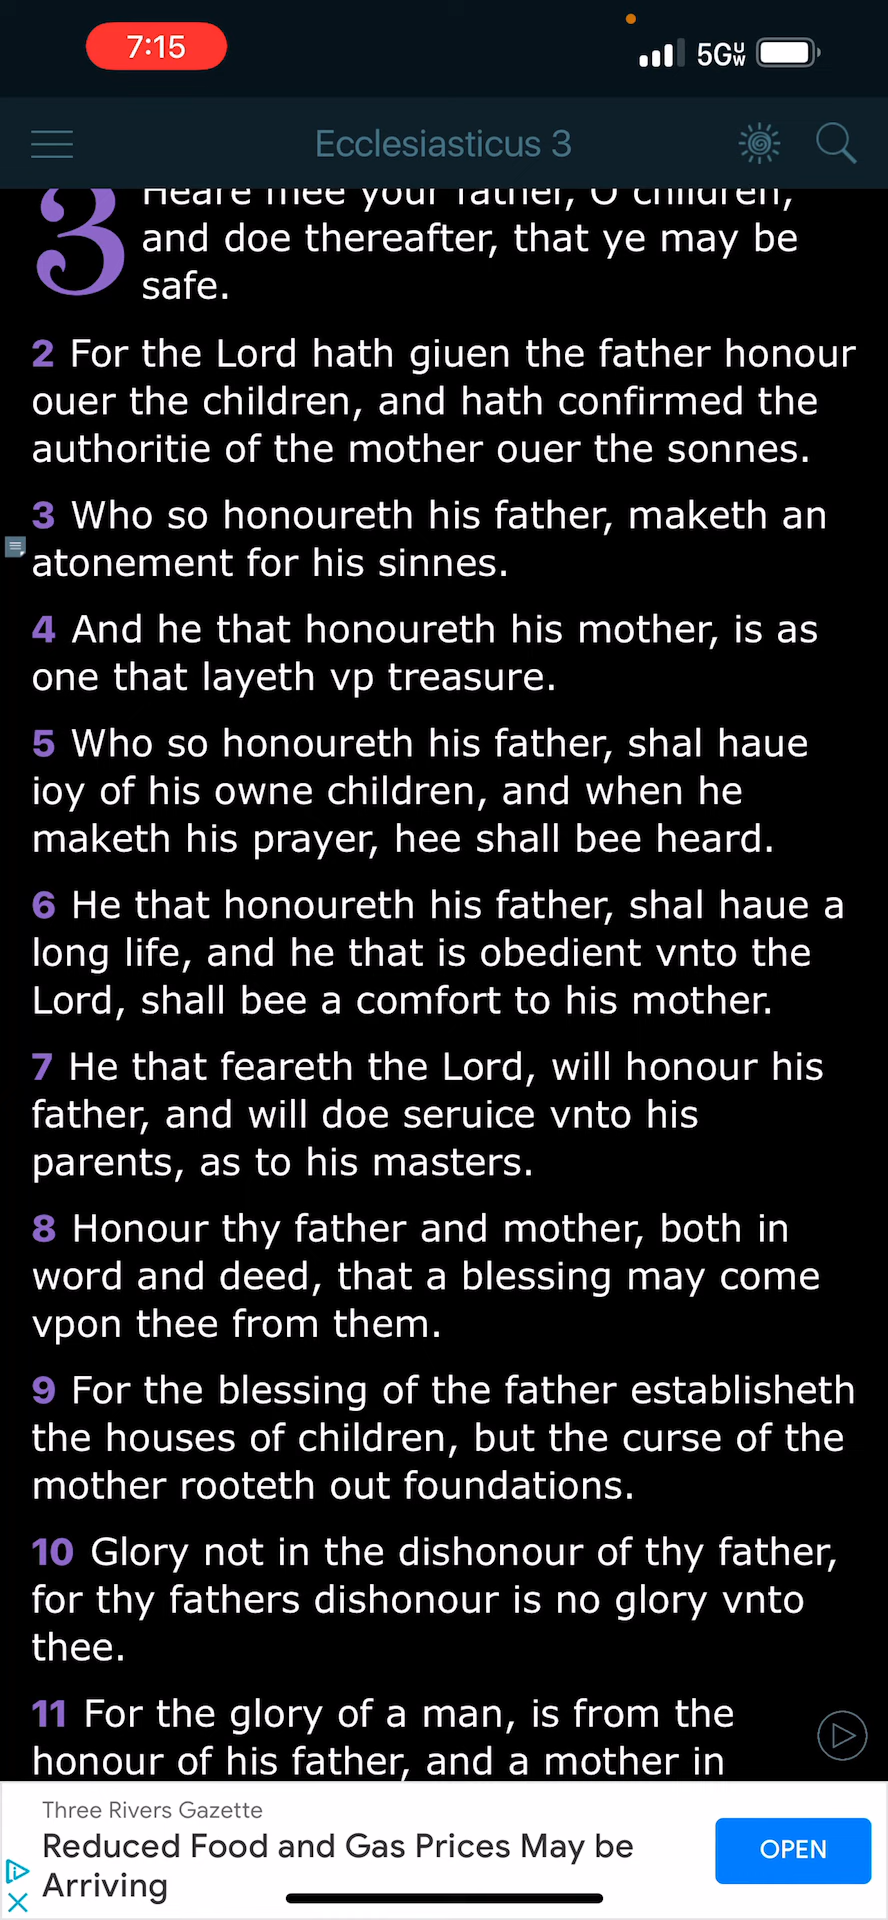 7:15
5GUW
Ecclesiasticus 3
3 Heare mee your father, O children,
and doe thereafter, that ye may be
safe.
2 For the Lord hath giuen the father honour
ouer the children, and hath confirmed the
authoritie of the mother ouer the sonnes.
3 Who so honoureth his father, maketh an
atonement for his sinnes.
4 And he that honoureth his mother, is as
one that layeth vp treasure.
5 Who so honoureth his father, shal haue
ioy of his owne children, and when he
maketh his prayer, hee shall bee heard.
6 He that honoureth his father, shal haue a
long life, and he that is obedient vnto the
Lord, shall bee a comfort to his mother.
7 He that feareth the Lord, will honour his
father, and will doe seruice vnto his
parents, as to his masters.
8 Honour thy father and mother, both in
word and deed, that a blessing may come
vpon thee from them.
9 For the blessing of the father establisheth
the houses of children, but the curse of the
mother rooteth out foundations.
10 Glory not in the dishonour of thy father,
for thy fathers dishonour is no glory vnto
thee.
11 For the glory of a man, is from the
honour of his father, and a mother in
Three Rivers Gazette
Reduced Food and Gas Prices May be
Arriving
OPEN